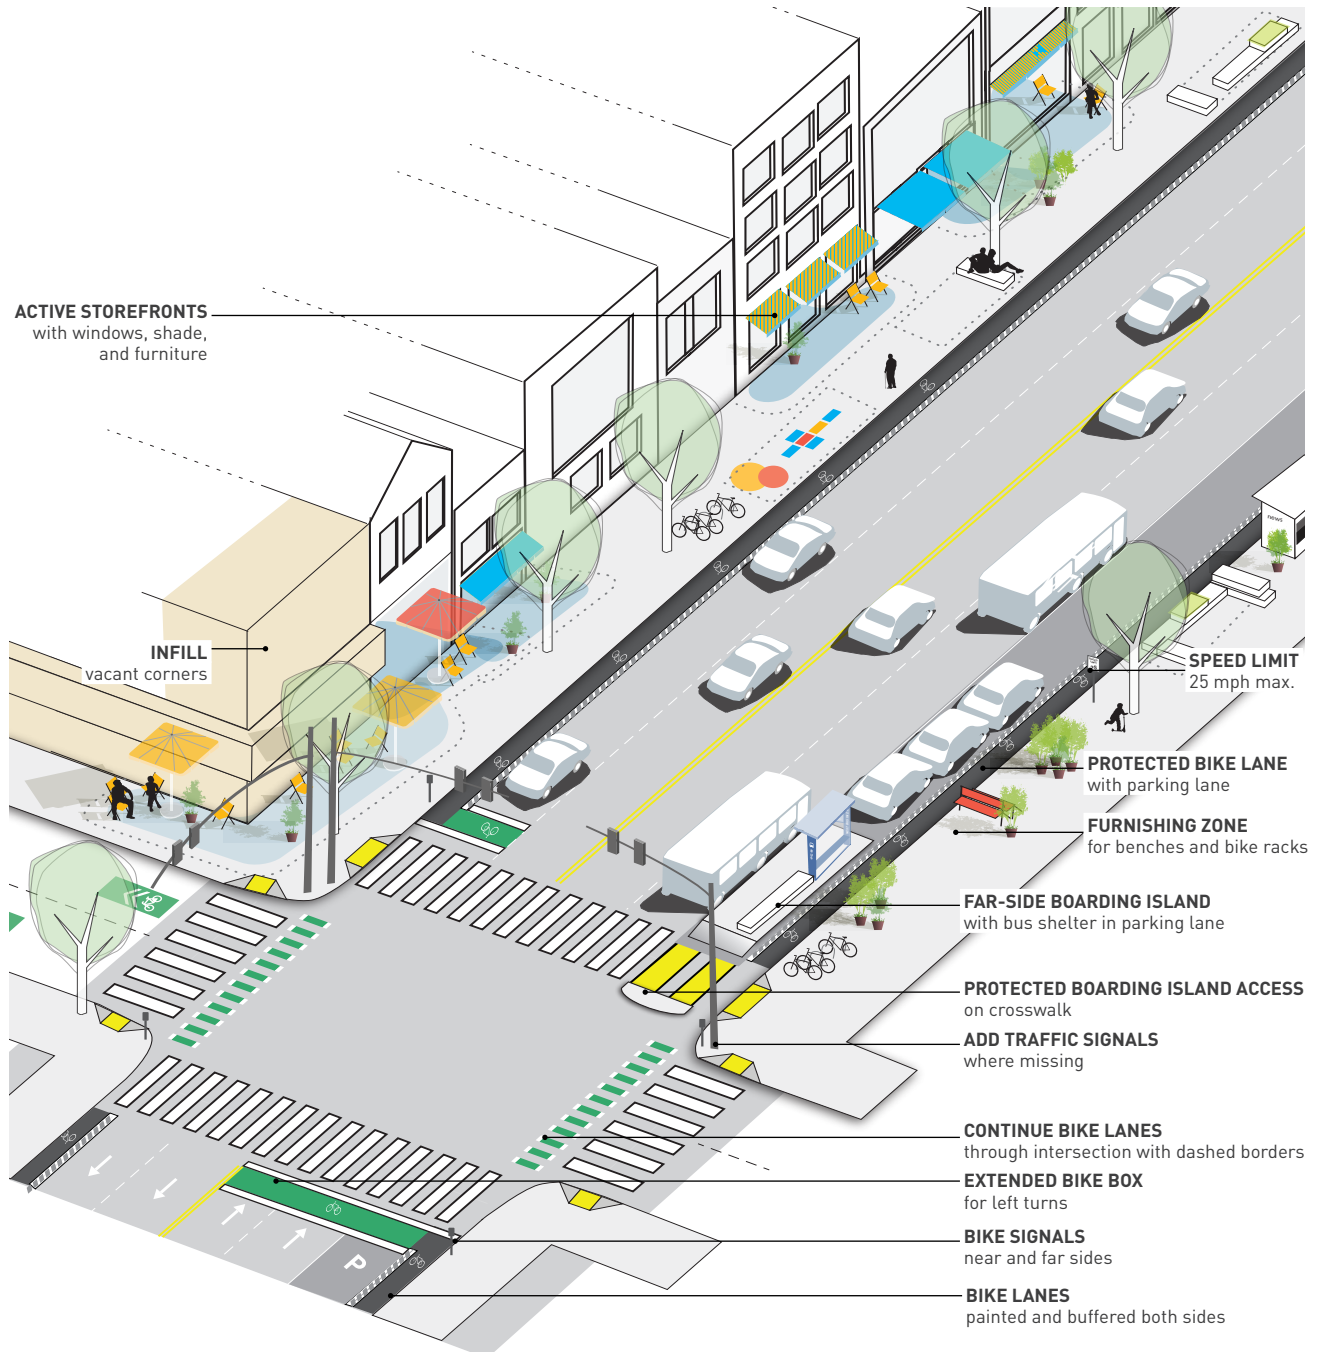 ACTIVE STOREFRONTS
with windows, shade,
and furniture
INFILL
vacant corners
news
SPEED LIMIT
25 mph max.
PROTECTED BIKE LANE
with parking lane
FURNISHING ZONE
for benches and bike racks
FAR-SIDE BOARDING ISLAND
with bus shelter in parking lane
PROTECTED BOARDING ISLAND ACCESS
on crosswalk
ADD TRAFFIC SIGNALS
where missing
CONTINUE BIKE LANES
through intersection with dashed borders
EXTENDED BIKE BOX
for left turns
BIKE SIGNALS
near and far sides
P
BIKE LANES
painted and buffered both sides